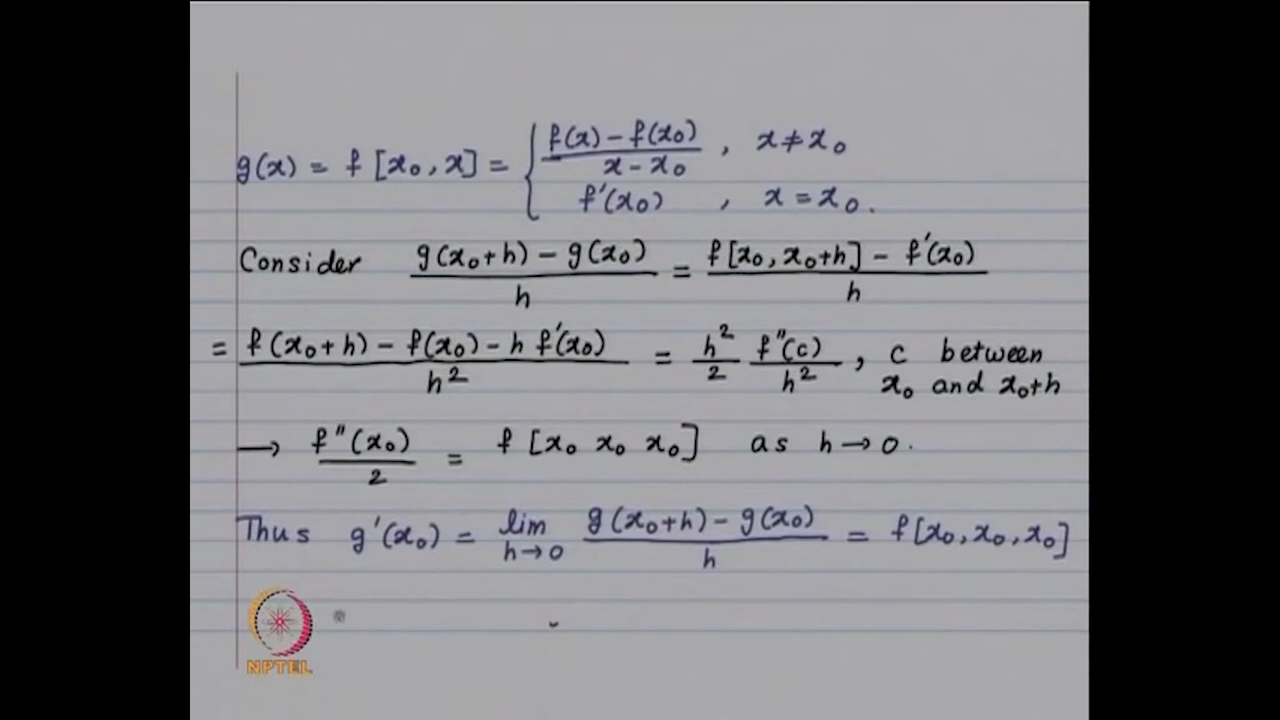 g(x) = f [x₀, x] = { (f(x) − f(x₀)) / (x − x₀) , x ≠ x₀
f′(x₀) , x = x₀.
Consider (g(x₀+h) − g(x₀)) / h = (f[x₀, x₀+h] − f′(x₀)) / h
= (f(x₀+h) − f(x₀) − h f′(x₀)) / h² = h²/2 f″(c)/h² , c between x₀ and x₀+h
→ f″(x₀)/2 = f [x₀ x₀ x₀] as h → 0.
Thus g′(x₀) = lim h→0 (g(x₀+h) − g(x₀)) / h = f[x₀, x₀, x₀]
NPTEL